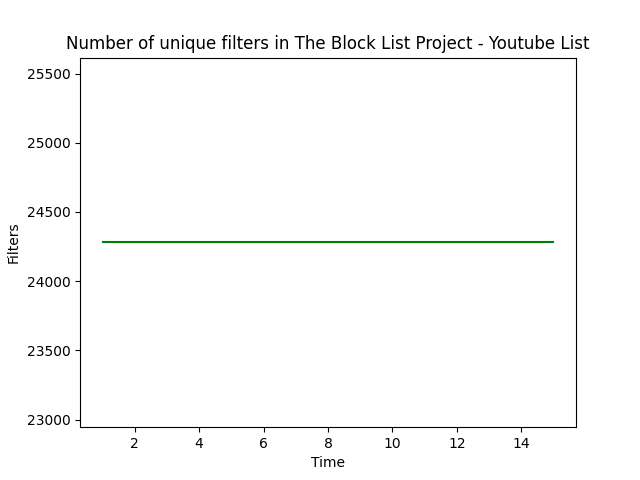 Number of unique filters in The Block List Project - Youtube List
25500
25000
24500
24000
23500
23000
Filters
2 4 6 8 10 12 14
Time